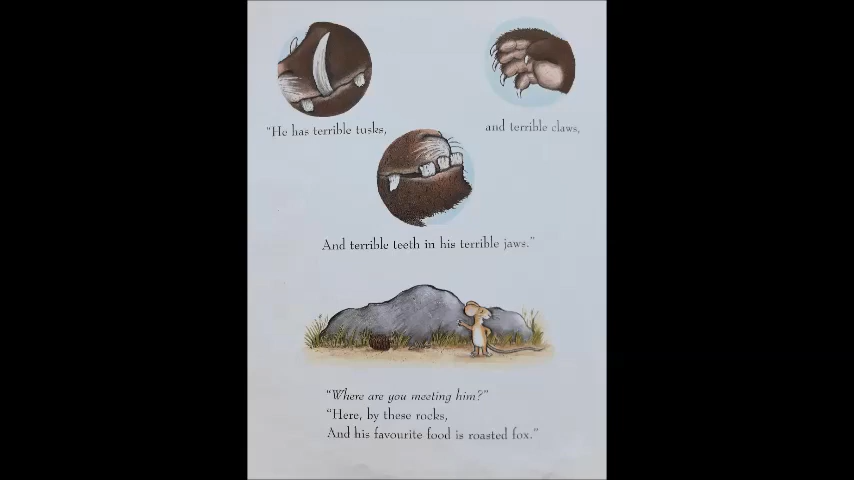 "He has terrible tusks,
and terrible claws,
And terrible teeth in his terrible jaws."
"Where are you meeting him?"
"Here, by these rocks,
And his favourite food is roasted fox."